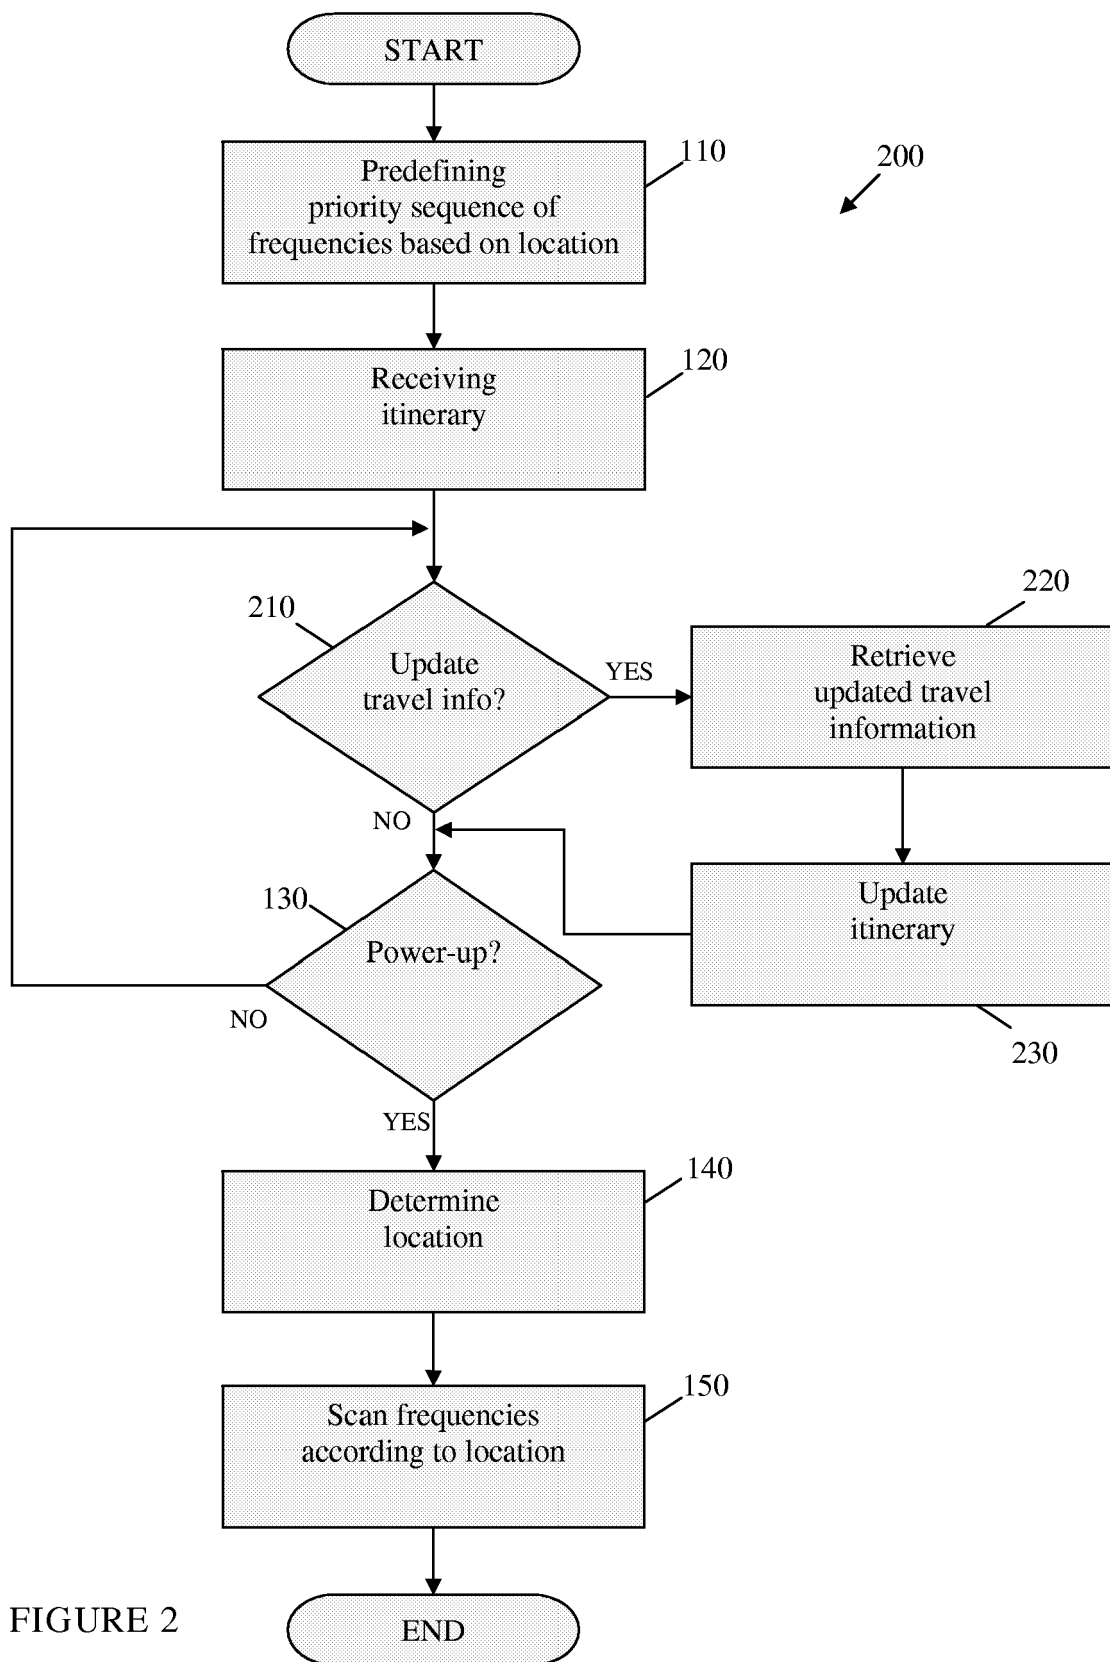 START
110
Predefining
priority sequence of
frequencies based on location
200
120
Receiving
itinerary
210
Update
travel info?
YES
220
Retrieve
updated travel
information
NO
130
Power-up?
NO
Update
itinerary
230
YES
140
Determine
location
150
Scan frequencies
according to location
FIGURE 2
END